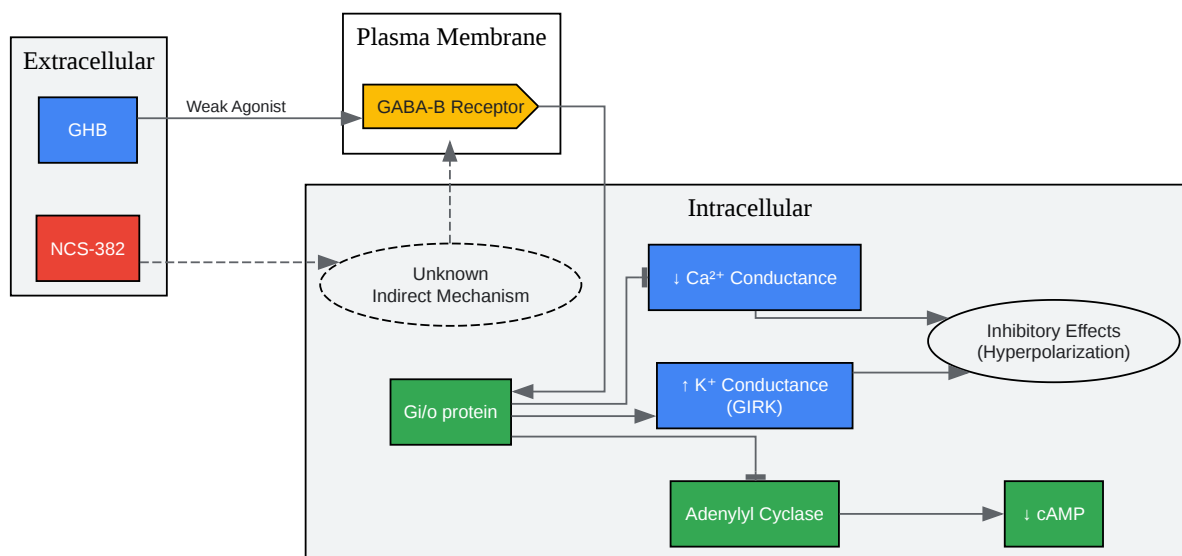 Extracellular
GHB
NCS-382
Weak Agonist
Plasma Membrane
GABA-B Receptor
Intracellular
Unknown
Indirect Mechanism
↓ Ca²⁺ Conductance
Inhibitory Effects
(Hyperpolarization)
Gi/o protein
↑ K⁺ Conductance
(GIRK)
Adenylyl Cyclase
↓ cAMP